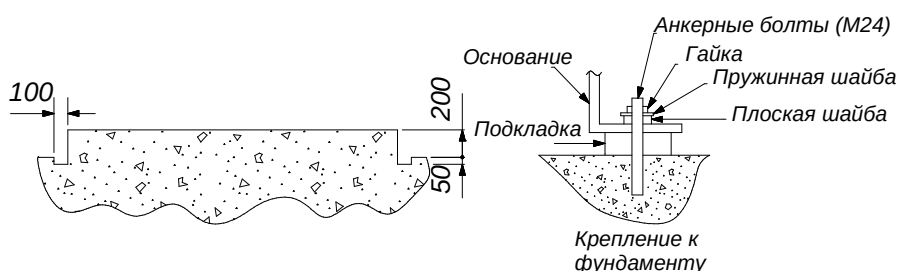 100
200
50
Анкерные болты (М24)
Гайка
Основание
Пружинная шайба
Плоская шайба
Подкладка
Крепление к
фундаменту